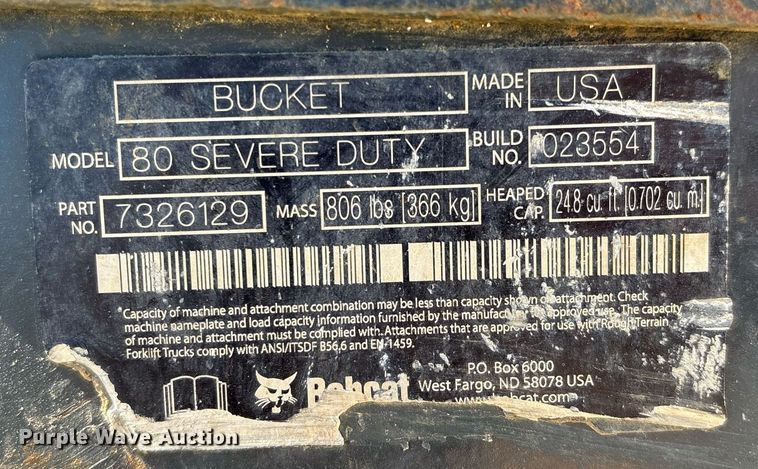 BUCKET
MADE IN USA
MODEL 80 SEVERE DUTY
BUILD NO. 023554
PART NO. 7326129
MASS 806 lbs [366 kg]
HEAPED CAP. 24.8 cu. ft. [0.702 cu. m.]
*Capacity of machine and attachment combination may be less than capacity shown of attachment. Check
machine nameplate and load capacity information furnished by the manufacturer for approved use. The capacity
of machine and attachment must be complied with. Attachments that are approved for use with Rough Terrain
Forklift Trucks comply with ANSI/ITSDF B56.6 and EN 1459.
Bobcat
P.O. Box 6000
West Fargo, ND 58078 USA
www.bobcat.com
Purple Wave Auction